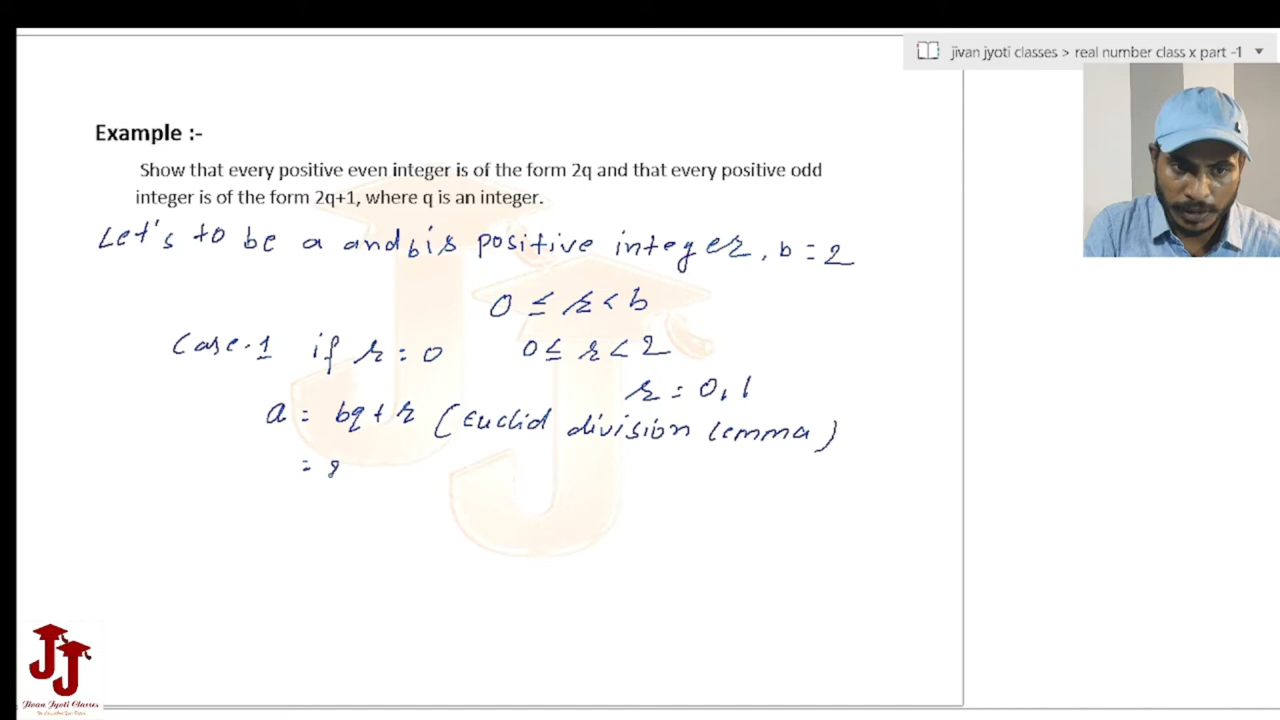 jivan jyoti classes > real number class x part -1
Example :-
Show that every positive even integer is of the form 2q and that every positive odd
integer is of the form 2q+1, where q is an integer.
Let's to be a and b is positive integer, b = 2
0 ≤ r < b
Case.1 if r = 0 0 ≤ r < 2
r = 0, 1
a = bq + r (Euclid division lemma)
=
JJ
JJ
Jivan Jyoti Classes